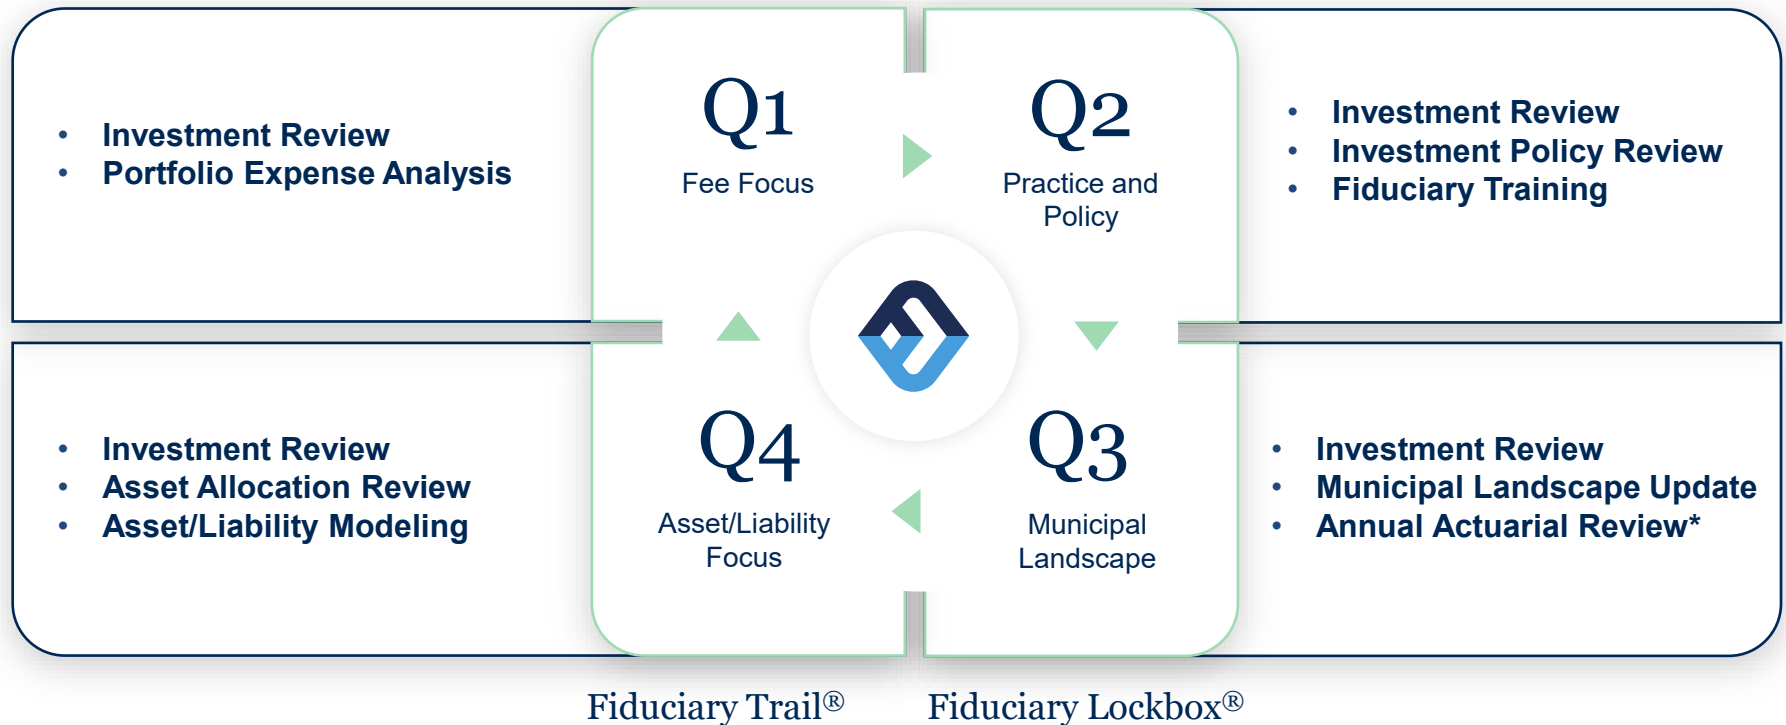 Q1
Fee Focus
• Investment Review
• Portfolio Expense Analysis
Q2
Practice and
Policy
• Investment Review
• Investment Policy Review
• Fiduciary Training
Q4
Asset/Liability
Focus
• Investment Review
• Asset Allocation Review
• Asset/Liability Modeling
Q3
Municipal
Landscape
• Investment Review
• Municipal Landscape Update
• Annual Actuarial Review*
Fiduciary Trail®
Fiduciary Lockbox®